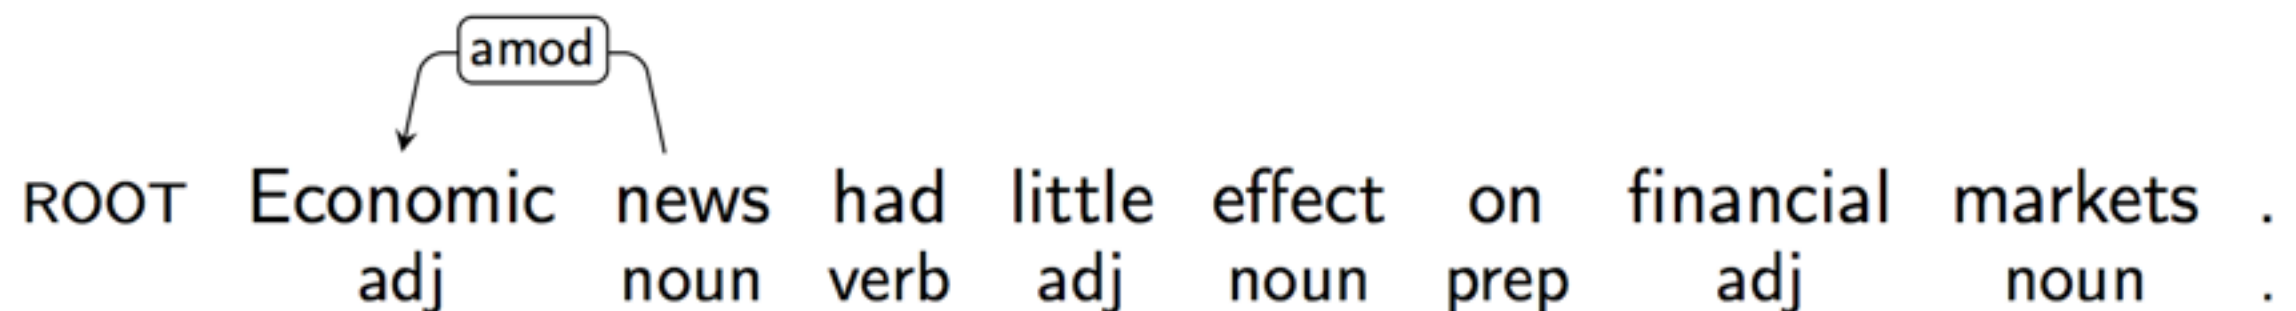 amod
ROOT Economic news had little effect on financial markets .
adj noun verb adj noun prep adj noun .